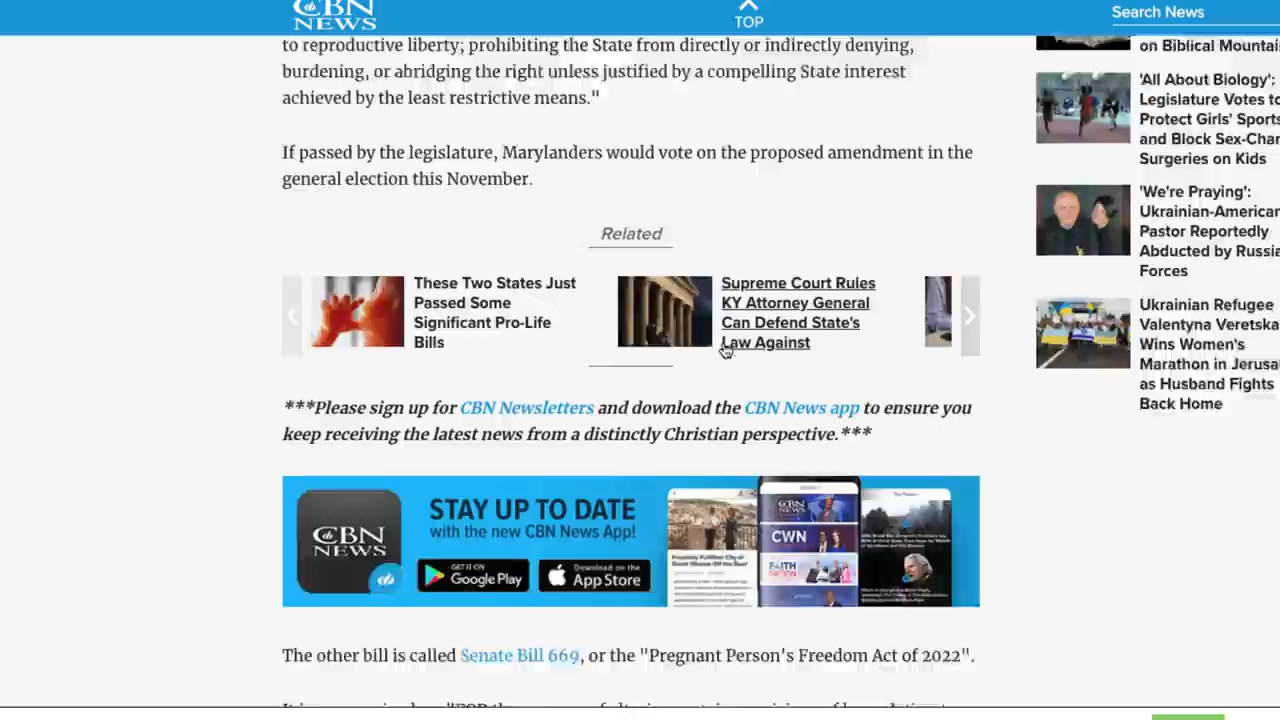 CBN
NEWS
TOP
Search News
to reproductive liberty; prohibiting the State from directly or indirectly denying,
burdening, or abridging the right unless justified by a compelling State interest
achieved by the least restrictive means."
If passed by the legislature, Marylanders would vote on the proposed amendment in the
general election this November.
Related
These Two States Just
Passed Some
Significant Pro-Life
Bills
Supreme Court Rules
KY Attorney General
Can Defend State's
Law Against
***Please sign up for CBN Newsletters and download the CBN News app to ensure you
keep receiving the latest news from a distinctly Christian perspective.***
CBN
NEWS
STAY UP TO DATE
with the new CBN News App!
GET IT ON
Google Play
Download on the
App Store
CBN
NEWS
CWN
FAITH
NATION
The other bill is called Senate Bill 669, or the "Pregnant Person's Freedom Act of 2022".
on Biblical Mountai
'All About Biology':
Legislature Votes to
Protect Girls' Sports
and Block Sex-Chan
Surgeries on Kids
'We're Praying':
Ukrainian-American
Pastor Reportedly
Abducted by Russia
Forces
Ukrainian Refugee
Valentyna Veretska
Wins Women's
Marathon in Jerusa
as Husband Fights
Back Home